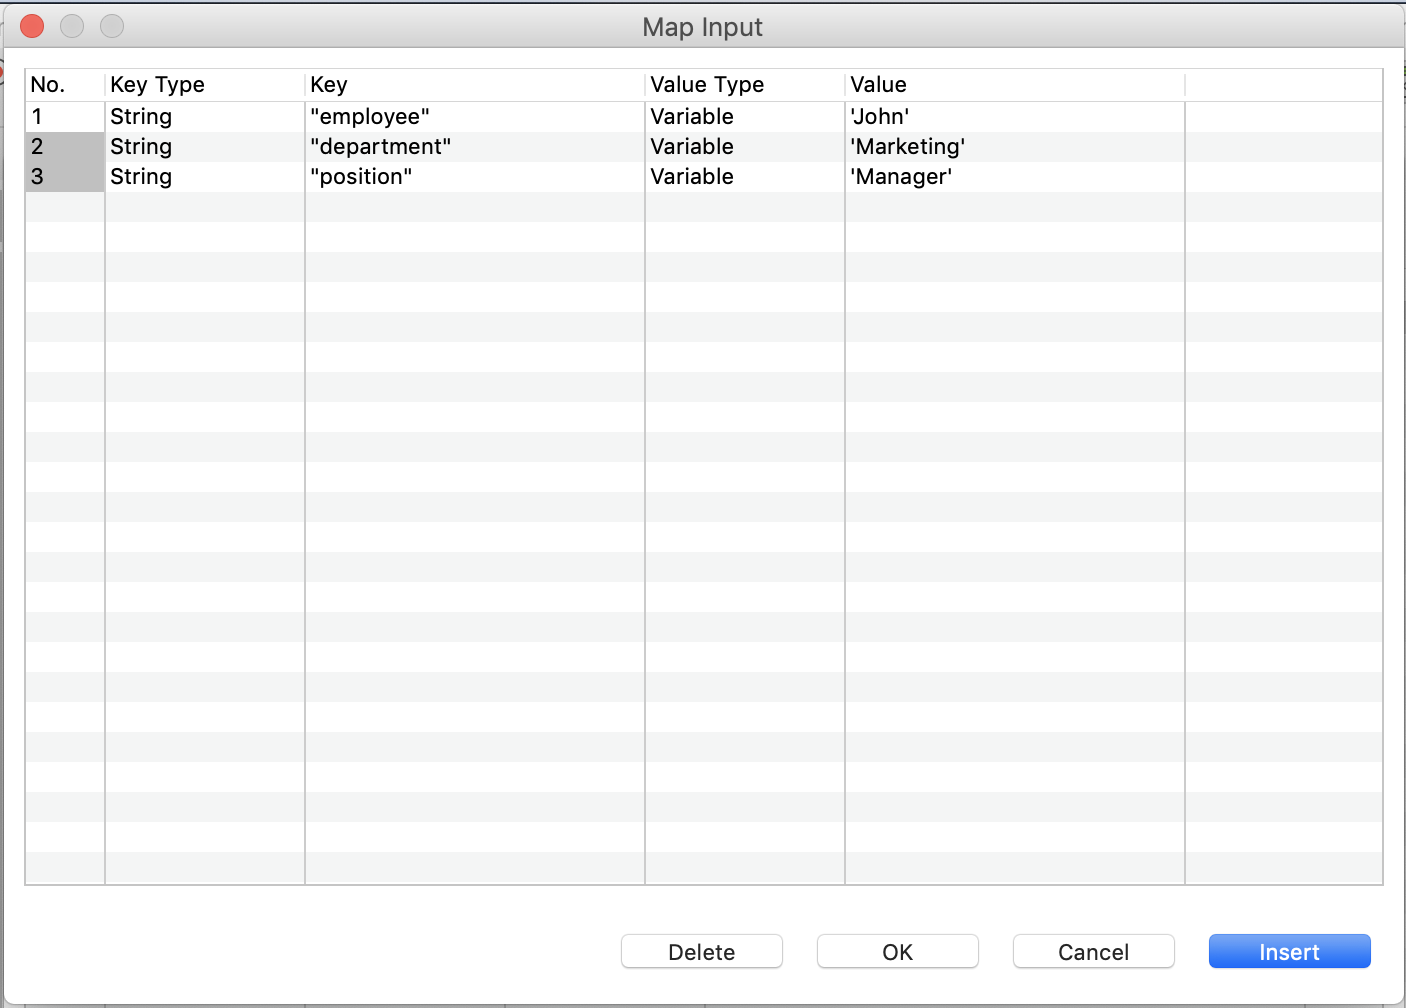 Map Input
No. Key Type Key Value Type Value
1 String "employee" Variable 'John'
2 String "department" Variable 'Marketing'
3 String "position" Variable 'Manager'
Delete OK Cancel Insert